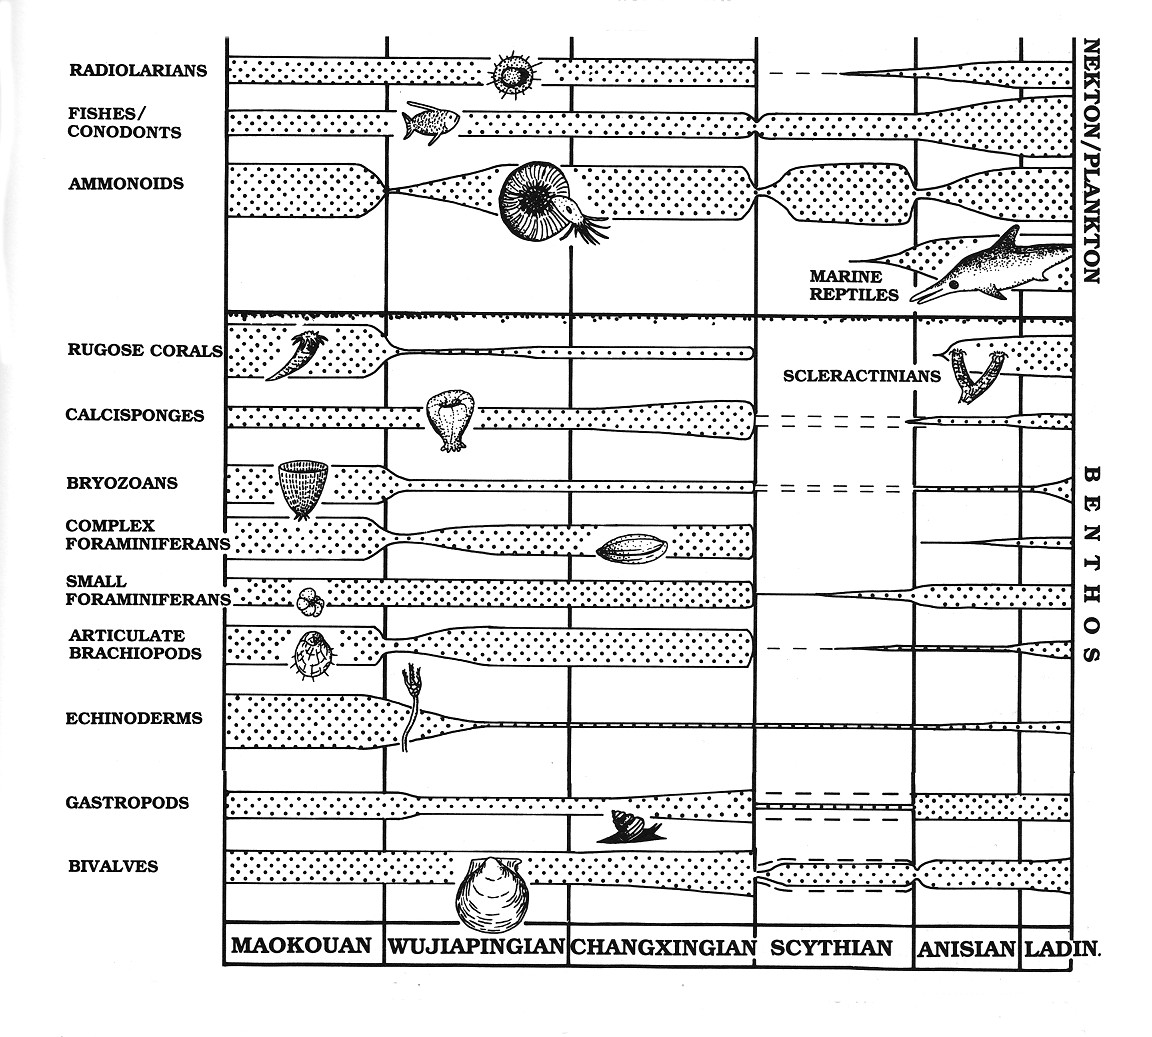 RADIOLARIANS
FISHES/
CONODONTS
AMMONOIDS
MARINE
REPTILES
NEKTON/PLANKTON
RUGOSE CORALS
SCLERACTINIANS
CALCISPONGES
BRYOZOANS
COMPLEX
FORAMINIFERANS
SMALL
FORAMINIFERANS
ARTICULATE
BRACHIOPODS
ECHINODERMS
GASTROPODS
BIVALVES
BENTHOS
MAOKOUAN WUJIAPINGIAN CHANGXINGIAN SCYTHIAN ANISIAN LADIN.